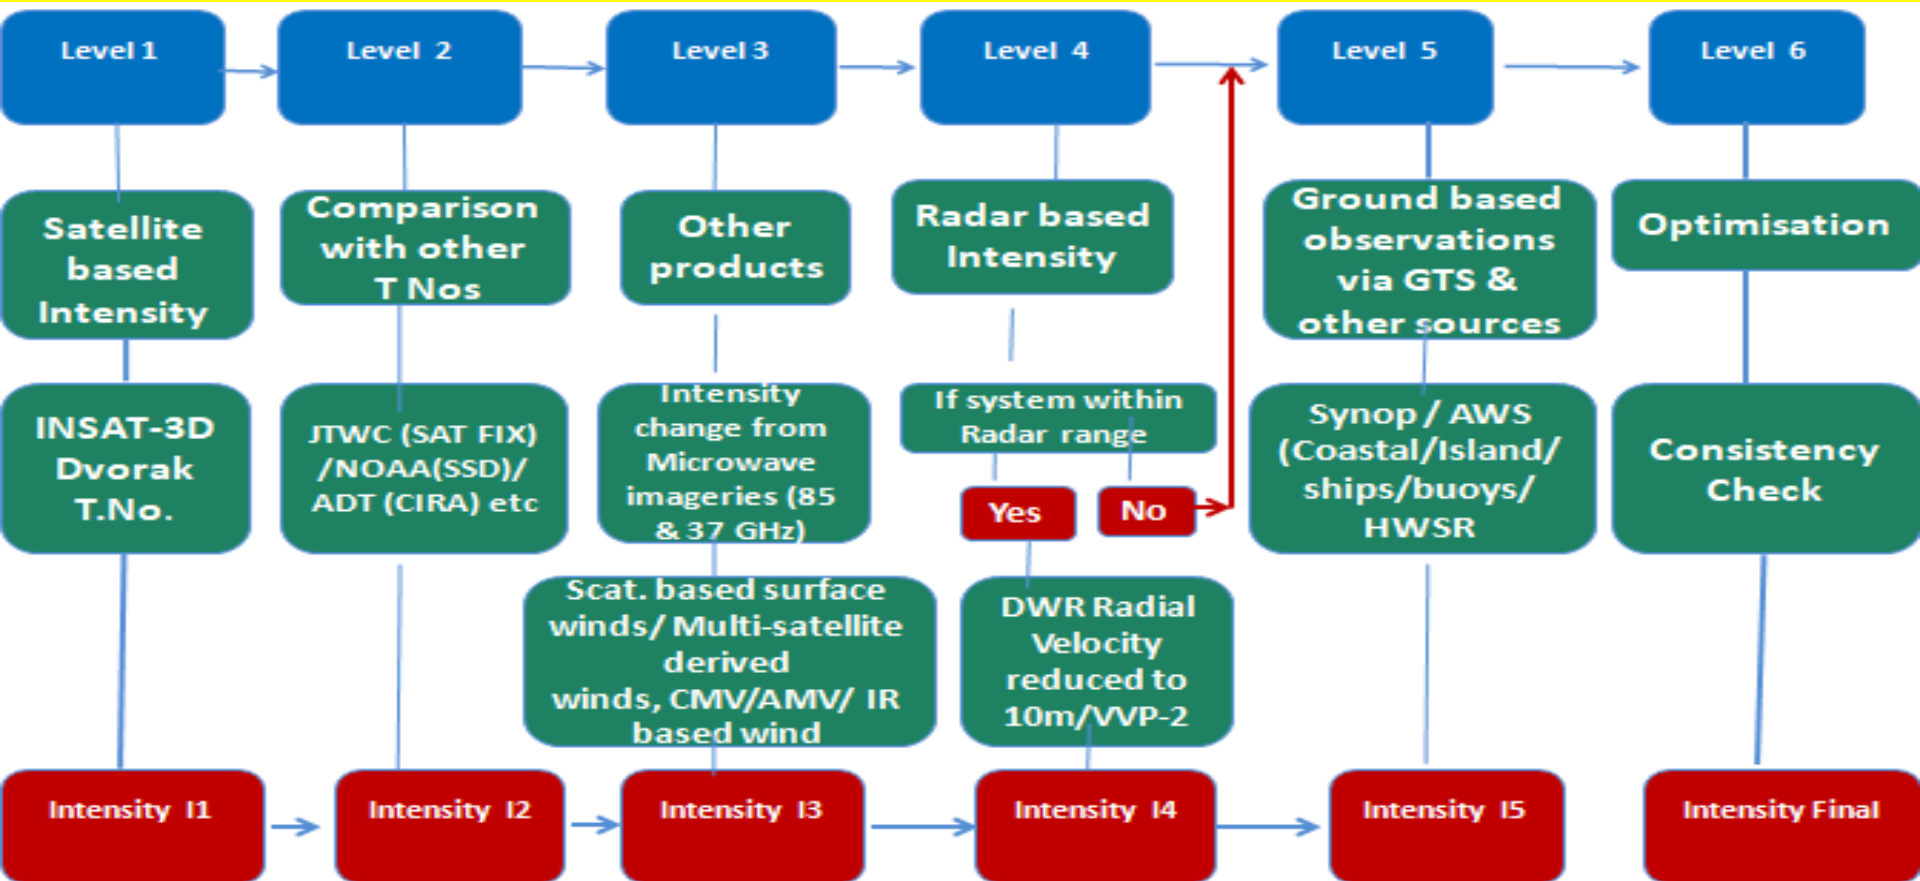 Level 1
Level 2
Level 3
Level 4
Level 5
Level 6
Satellite
based
Intensity
Comparison
with other
T Nos
Other
products
Radar based
Intensity
Ground based
observations
via GTS &
other sources
Optimisation
INSAT-3D
Dvorak
T.No.
JTWC (SAT FIX)
/NOAA(SSD)/
ADT (CIRA) etc
Intensity
change from
Microwave
imageries (85
& 37 GHz)
If system within
Radar range
Yes
No
Synop / AWS
(Coastal/Island/
ships/buoys/
HWSR
Consistency
Check
Scat. based surface
winds/ Multi-satellite
derived
winds, CMV/AMV/ IR
based wind
DWR Radial
Velocity
reduced to
10m/VVP-2
Intensity I1
Intensity I2
Intensity I3
Intensity I4
Intensity I5
Intensity Final